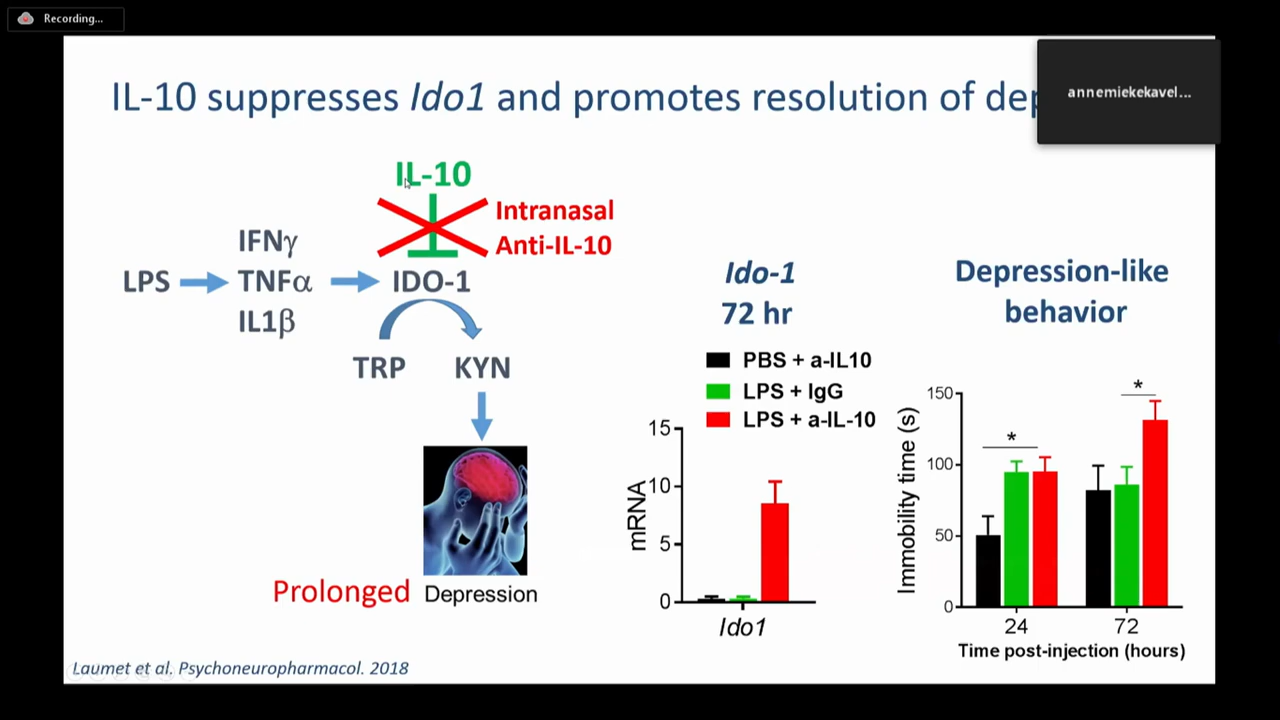 Recording...
annemiekekavel...
IL-10 suppresses Ido1 and promotes resolution of dep
IL-10
Intranasal
Anti-IL-10
IFNγ
LPS
TNFα
IDO-1
IL1β
TRP
KYN
Prolonged
Depression
Ido-1
72 hr
PBS + a-IL10
LPS + IgG
LPS + a-IL-10
15
10
5
0
mRNA
Ido1
Depression-like
behavior
150
100
50
0
Immobility time (s)
*
*
24
72
Time post-injection (hours)
Laumet et al. Psychoneuropharmacol. 2018